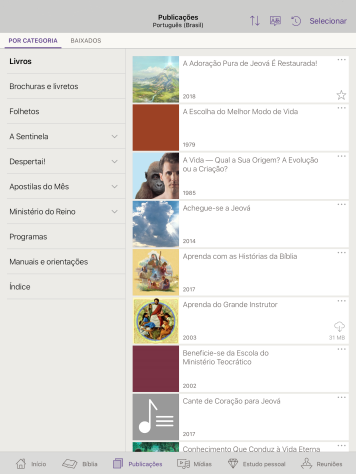 Publicações
Português (Brasil)
Selecionar
POR CATEGORIA
BAIXADOS
Livros
Brochuras e livretos
Folhetos
A Sentinela
Despertai!
Apostilas do Mês
Ministério do Reino
Programas
Manuais e orientações
Índice
A Adoração Pura de Jeová É Restaurada!
2018
A Escolha do Melhor Modo de Vida
1979
A Vida — Qual a Sua Origem? A Evolução
ou a Criação?
1985
Achegue-se a Jeová
2014
Aprenda com as Histórias da Bíblia
2017
Aprenda do Grande Instrutor
2003
31 MB
Beneficie-se da Escola do
Ministério Teocrático
2002
Cante de Coração para Jeová
2017
Conhecimento Que Conduz à Vida Eterna
Início
Bíblia
Publicações
Mídias
Estudo pessoal
Reuniões